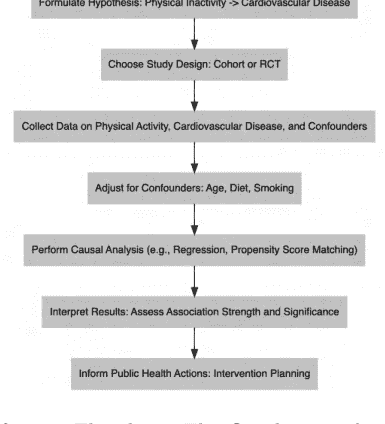 Formulate Hypothesis: Physical Inactivity -> Cardiovascular Disease
Choose Study Design: Cohort or RCT
Collect Data on Physical Activity, Cardiovascular Disease, and Confounders
Adjust for Confounders: Age, Diet, Smoking
Perform Causal Analysis (e.g., Regression, Propensity Score Matching)
Interpret Results: Assess Association Strength and Significance
Inform Public Health Actions: Intervention Planning